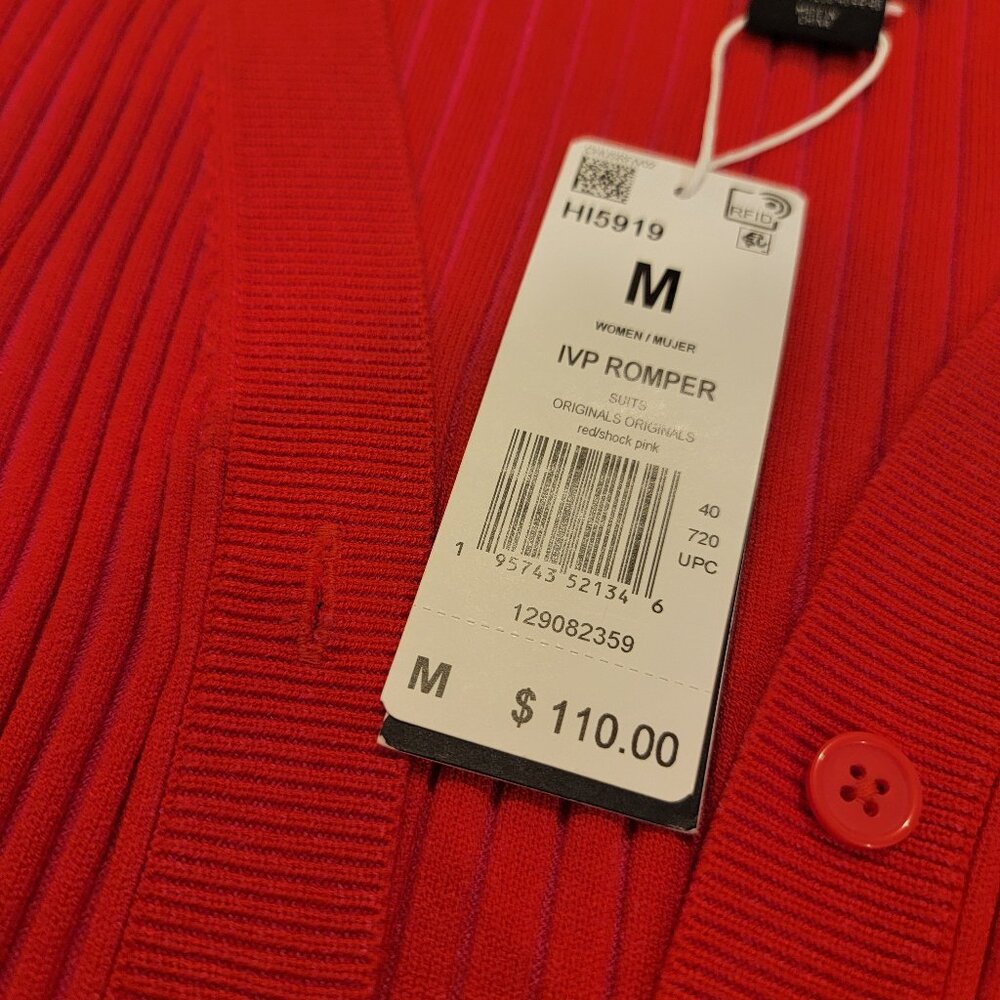 RFID
HI5919
M
WOMEN / MUJER
IVP ROMPER
SUITS
ORIGINALS ORIGINALS
red/shock pink
40
720
UPC
1 95743 52134 6
129082359
M $ 110.00